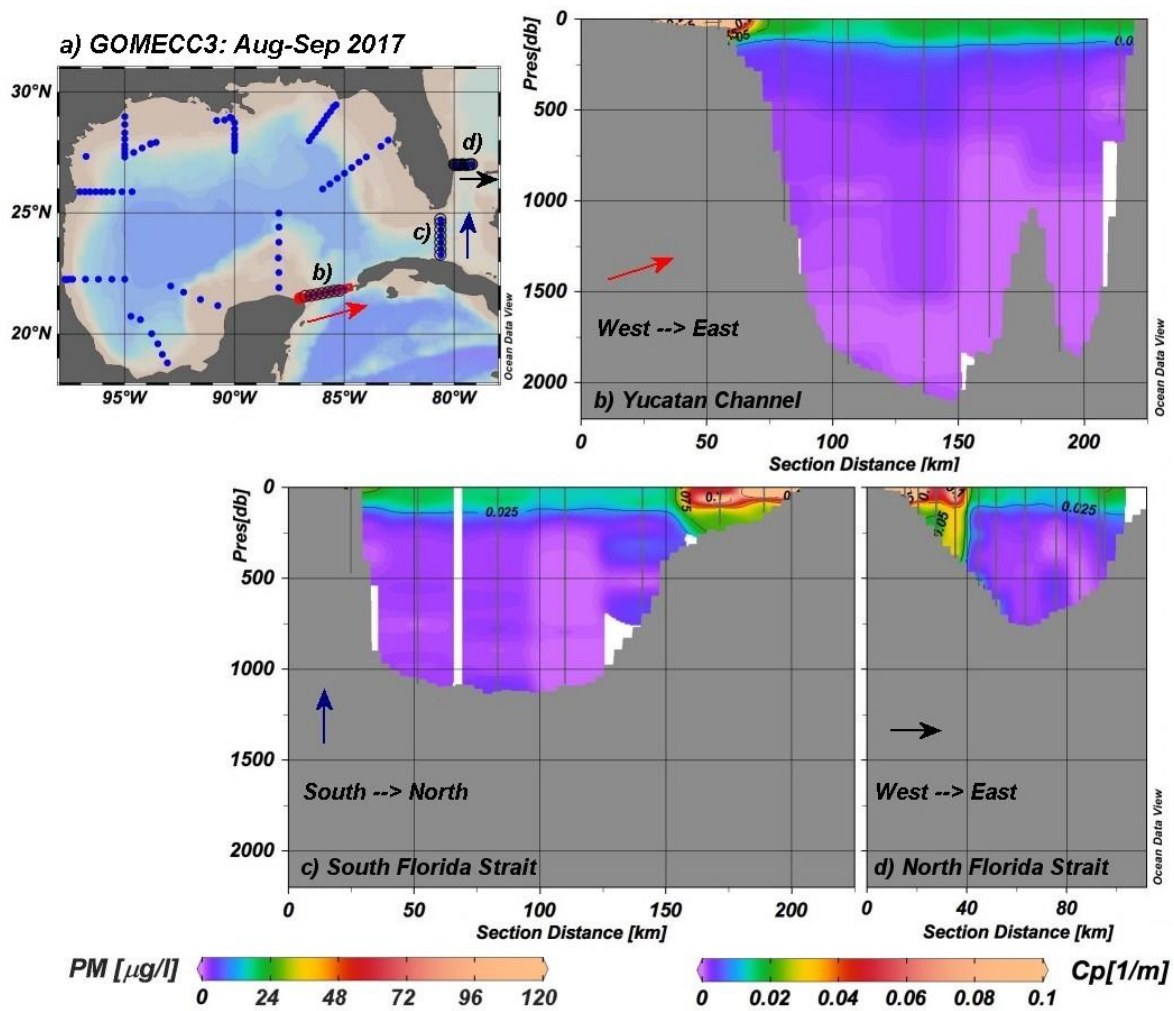 a) GOMECC3: Aug-Sep 2017
30°N
25°N
20°N
95°W 90°W 85°W 80°W
b)
c)
d)
Ocean Data View
Pres[db]
0
500
1000
1500
2000
0.0
West --> East
b) Yucatan Channel
0 50 100 150 200
Section Distance [km]
Ocean Data View
Pres[db]
0
500
1000
1500
2000
0.025
South --> North
c) South Florida Strait
0 50 100 150 200
Section Distance [km]
0.05
0.025
West --> East
d) North Florida Strait
0 40 80
Section Distance [km]
Ocean Data View
PM [µg/l]
0 24 48 72 96 120
0 0.02 0.04 0.06 0.08 0.1
Cp[1/m]